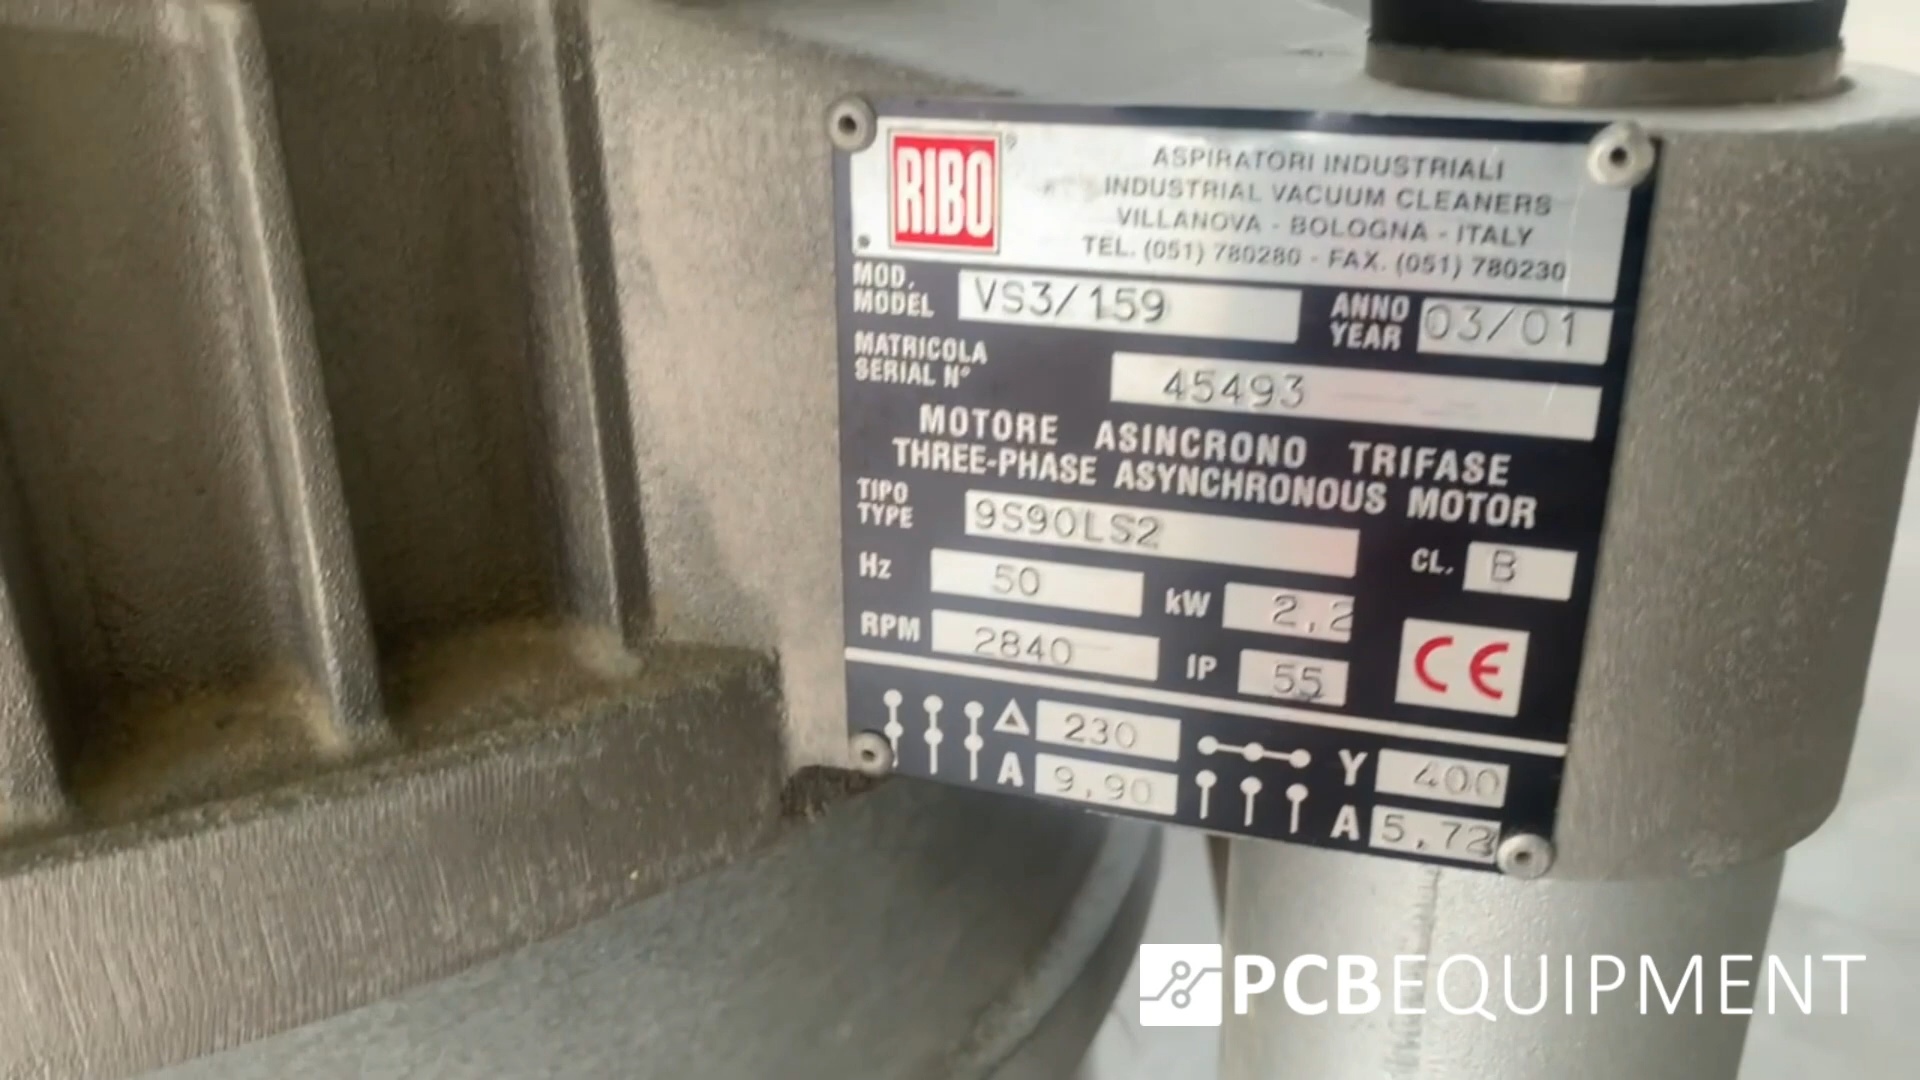 RIBO
ASPIRATORI INDUSTRIALI
INDUSTRIAL VACUUM CLEANERS
VILLANOVA - BOLOGNA - ITALY
TEL. (051) 780280 - FAX. (051) 780230
MOD. MODEL VS3/159 ANNO YEAR 03/01
MATRICOLA SERIAL N° 45493
MOTORE ASINCRONO TRIFASE
THREE-PHASE ASYNCHRONOUS MOTOR
TIPO TYPE 9S90LS2 CL. B
Hz 50 kW 2,2
RPM 2840 IP 55 CE
Δ 230 Y 400
A 9,90 A 5,72
PCBEQUIPMENT